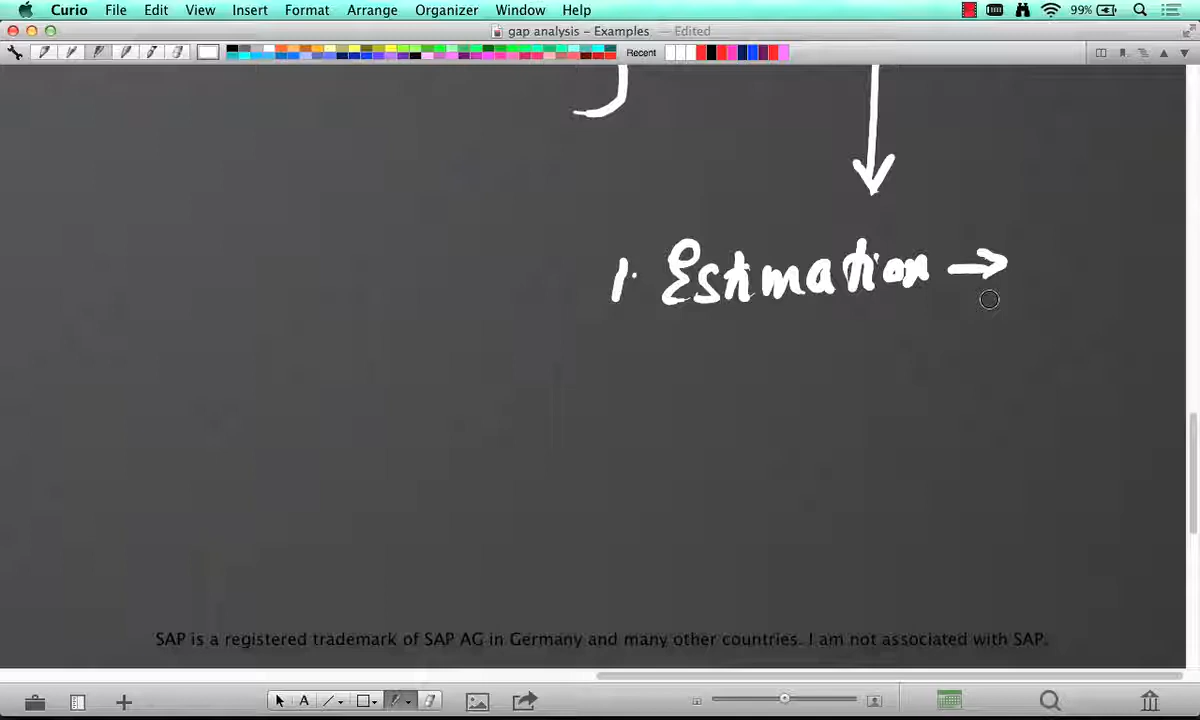 Curio File Edit View Insert Format Arrange Organizer Window Help 99%
gap analysis – Examples — Edited
Recent
1. Estimation →
SAP is a registered trademark of SAP AG in Germany and many other countries. I am not associated with SAP.
A